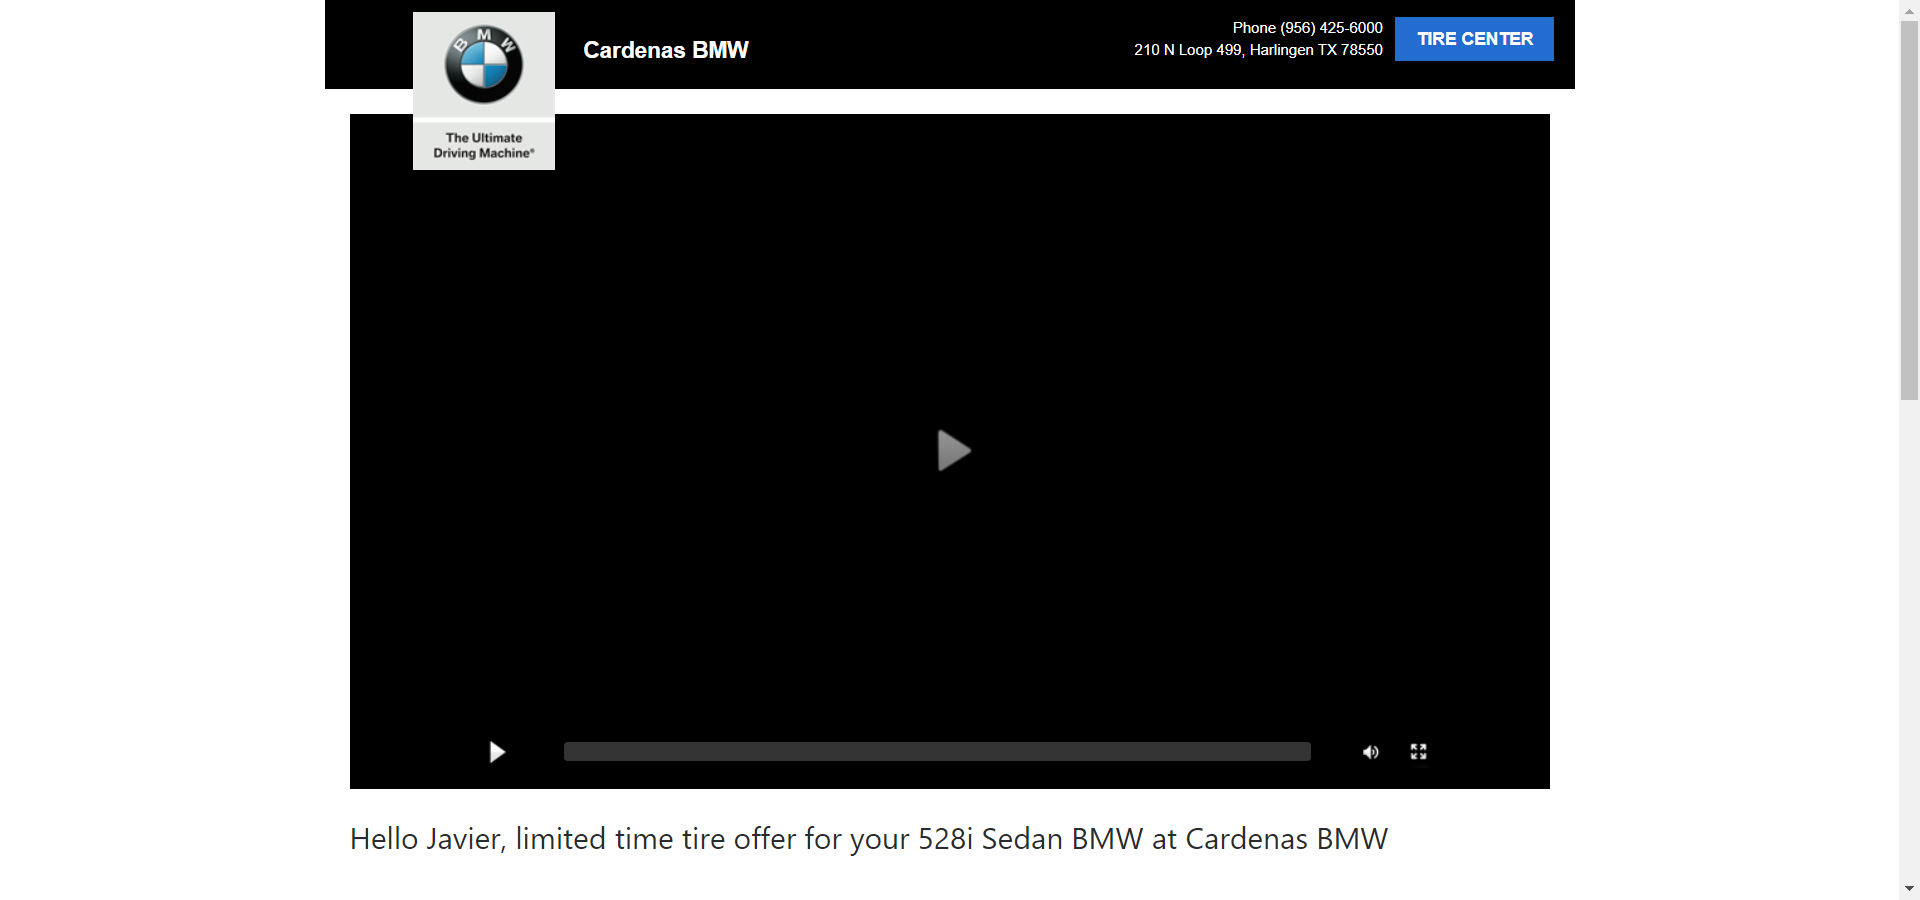 BMW
The Ultimate
Driving Machine®
Cardenas BMW
Phone (956) 425-6000
210 N Loop 499, Harlingen TX 78550
TIRE CENTER
Hello Javier, limited time tire offer for your 528i Sedan BMW at Cardenas BMW